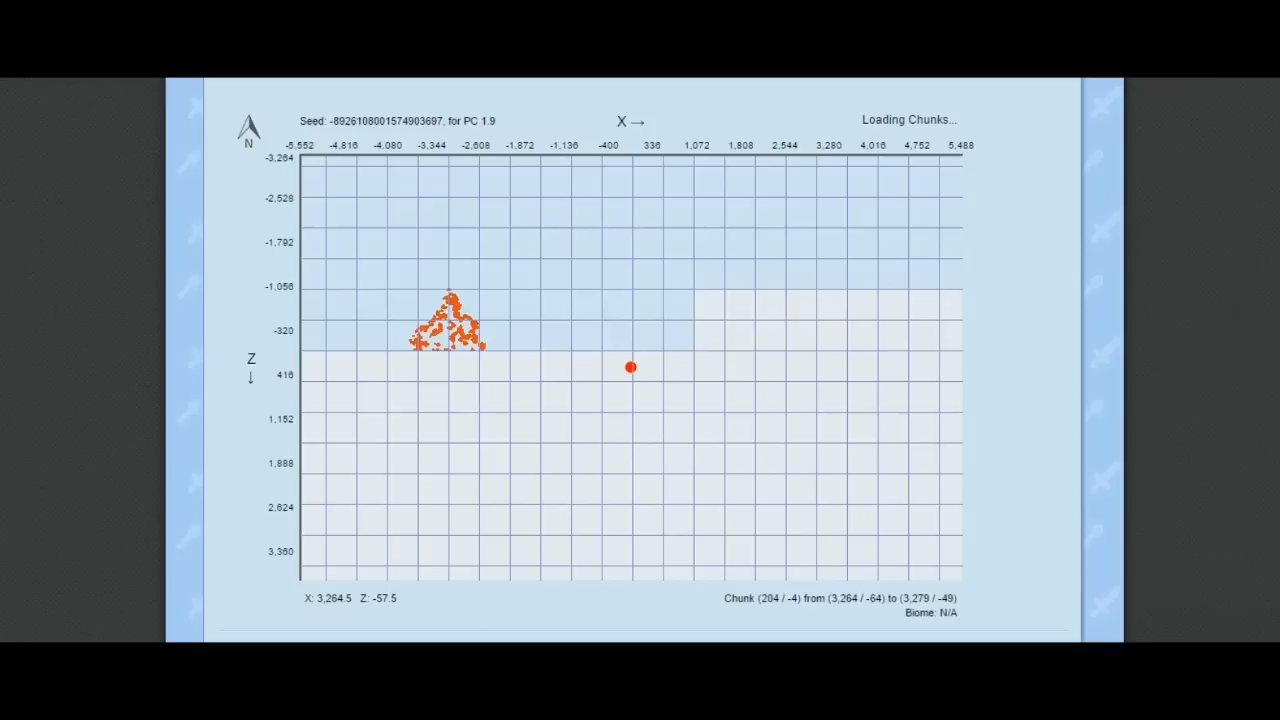 Seed: -8926108001574903697, for PC 1.9
X →
Loading Chunks...
N
-5,552 -4,816 -4,080 -3,344 -2,608 -1,872 -1,136 -400 336 1,072 1,808 2,544 3,280 4,016 4,752 5,488
-3,264
-2,528
-1,792
-1,056
-320
Z
↓
416
1,152
1,888
2,624
3,360
X: 3,264.5 Z: -57.5
Chunk (204 / -4) from (3,264 / -64) to (3,279 / -49)
Biome: N/A